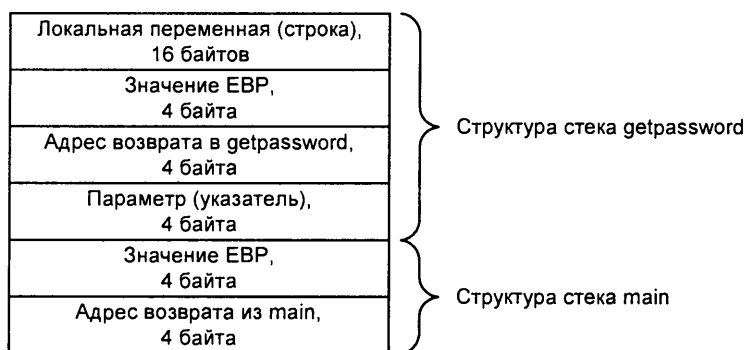 Локальная переменная (строка),
16 байтов
Значение EBP,
4 байта
Адрес возврата в getpassword,
4 байта
Параметр (указатель),
4 байта
Структура стека getpassword
Значение EBP,
4 байта
Адрес возврата из main,
4 байта
Структура стека main